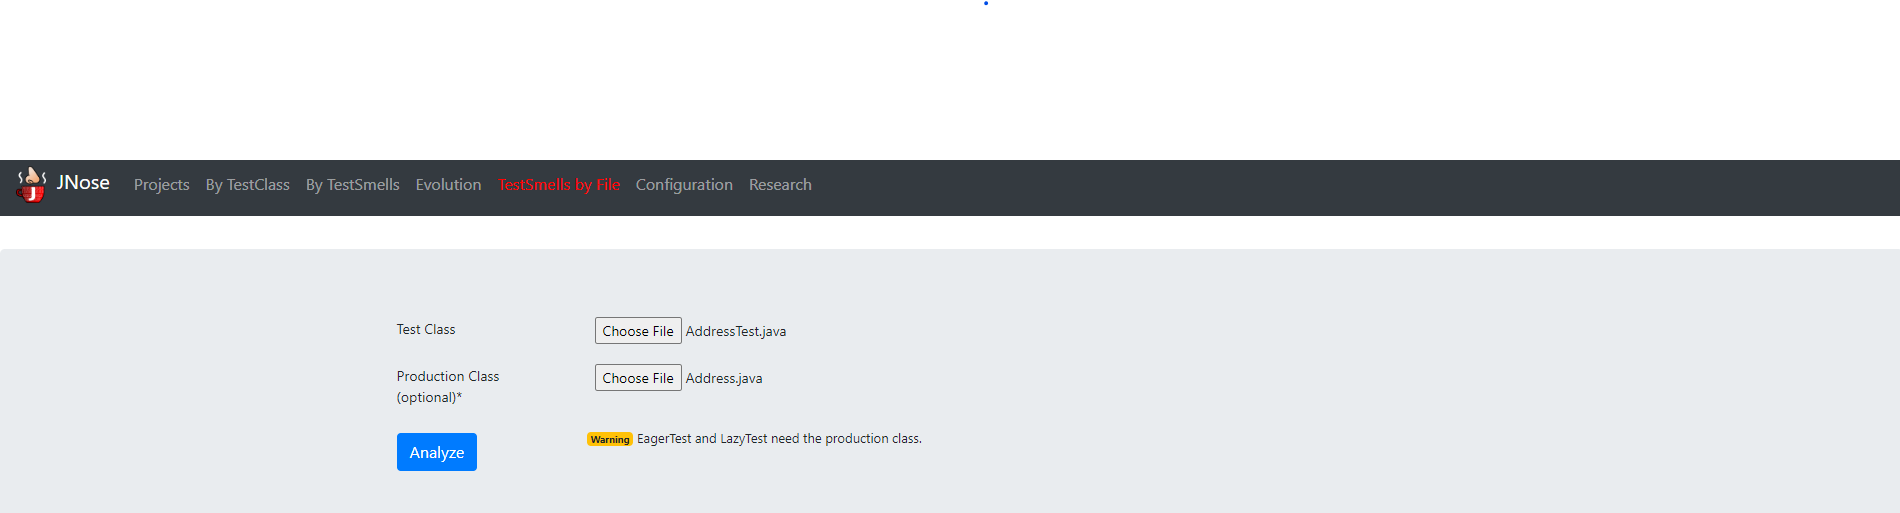 JNose Projects By TestClass By TestSmells Evolution TestSmells by File Configuration Research
Test Class Choose File AddressTest.java
Production Class Choose File Address.java
(optional)*
Warning EagerTest and LazyTest need the production class.
Analyze